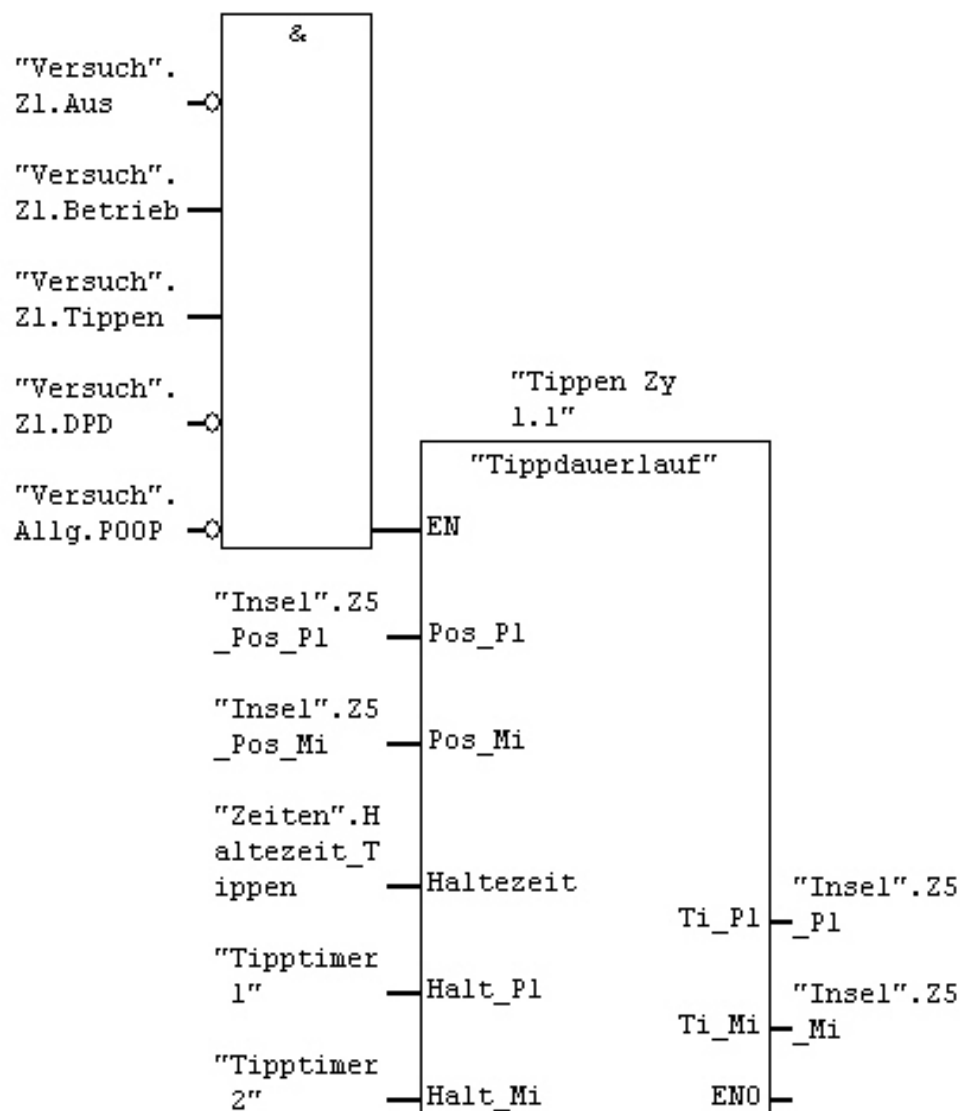 &
"Versuch".
Z1.Aus
"Versuch".
Z1.Betrieb
"Versuch".
Z1.Tippen
"Versuch".
Z1.DPD
"Versuch".
Allg.POOP
"Tippen Zy
1.1"
"Tippdauerlauf"
EN
"Insel".Z5
_Pos_Pl
Pos_Pl
"Insel".Z5
_Pos_Mi
Pos_Mi
"Zeiten".H
altezeit_T
ippen
Haltezeit
"Tipptimer
1"
Halt_Pl
"Tipptimer
2"
Halt_Mi
Ti_Pl
"Insel".Z5
_Pl
Ti_Mi
"Insel".Z5
_Mi
ENO